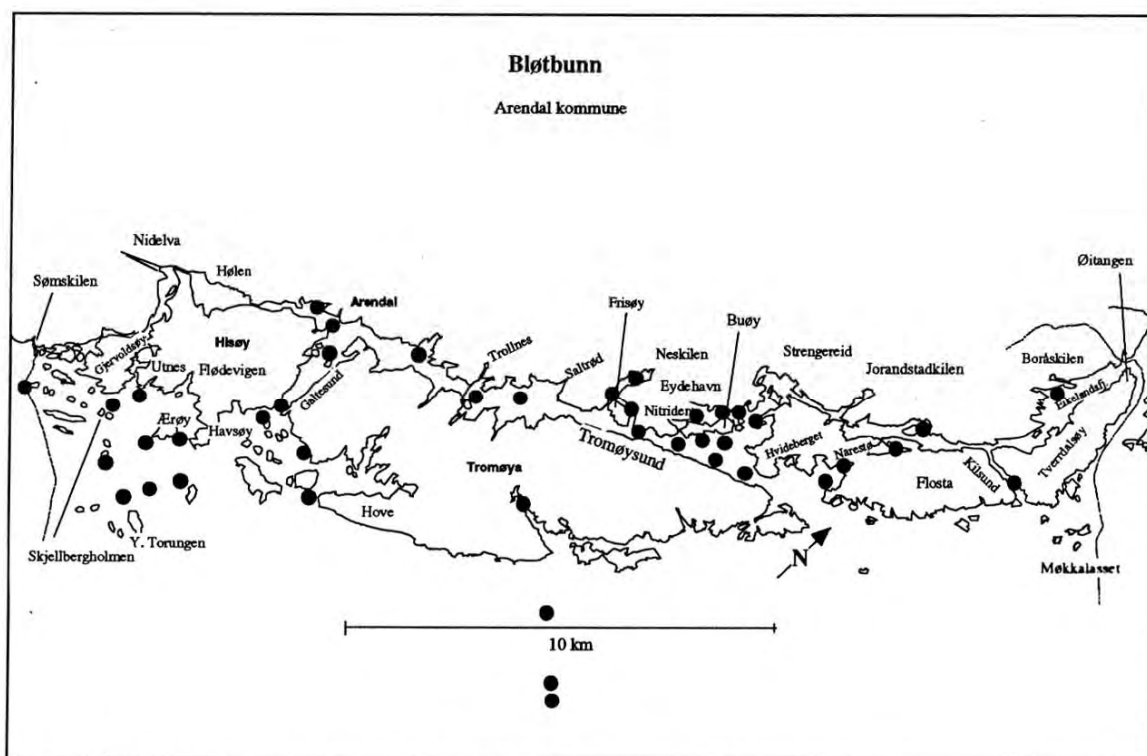 Bløtbunn
Arendal kommune
Nidelva
Hølen
Sømskilen
Arendal
Øitangen
Frisøy
Buøy
Gjervoldsøy
Hisøy
Utnes
Flødevigen
Galtesund
Trollnes
Saltrød
Neskilen
Eydehavn
Nitriden
Strengereid
Jorandstadkilen
Boråskilen
Eikelandsfj
Tverrdalsøy
Ærøy
Havsøy
Tromøysund
Hvideberget
Narestø
Kilsund
Tromøya
Flosta
Hove
Y. Torungen
Skjellbergholmen
N
Møkkalasset
10 km